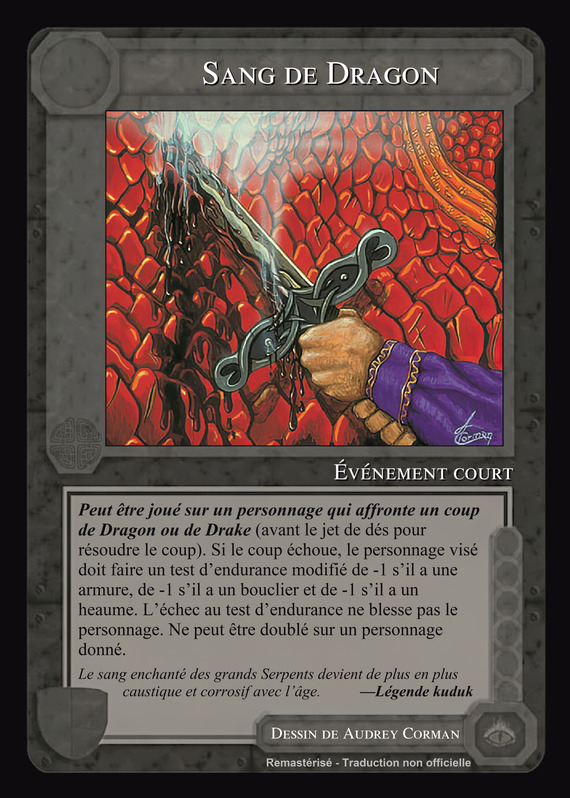 Sang de Dragon
Corman
Événement court
Peut être joué sur un personnage qui affronte un coup
de Dragon ou de Drake (avant le jet de dés pour
résoudre le coup). Si le coup échoue, le personnage visé
doit faire un test d’endurance modifié de -1 s’il a une
armure, de -1 s’il a un bouclier et de -1 s’il a un
heaume. L’échec au test d’endurance ne blesse pas le
personnage. Ne peut être doublé sur un personnage
donné.
Le sang enchanté des grands Serpents devient de plus en plus
caustique et corrosif avec l’âge. —Légende kuduk
Dessin de Audrey Corman
Remastérisé - Traduction non officielle